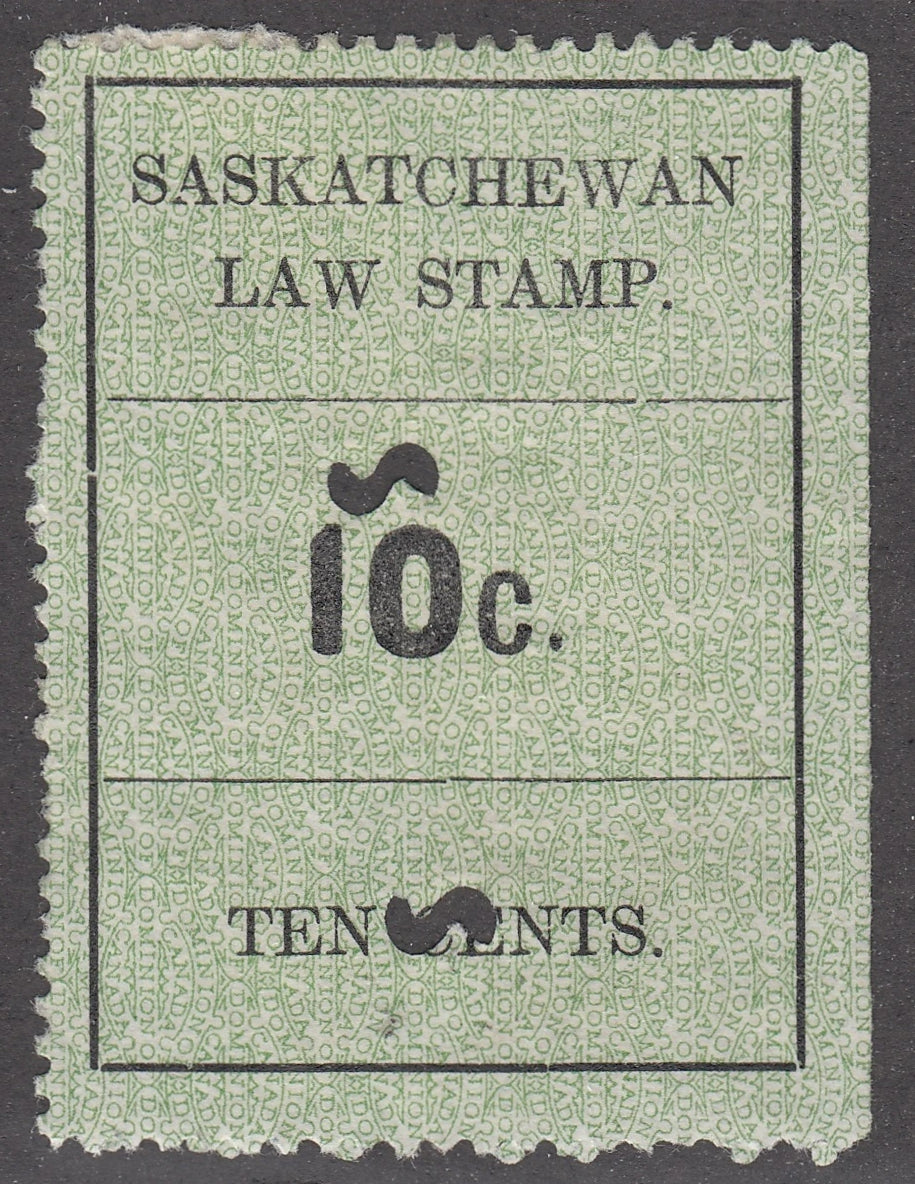 SASKATCHEWAN
LAW STAMP.
10c.
TEN CENTS.